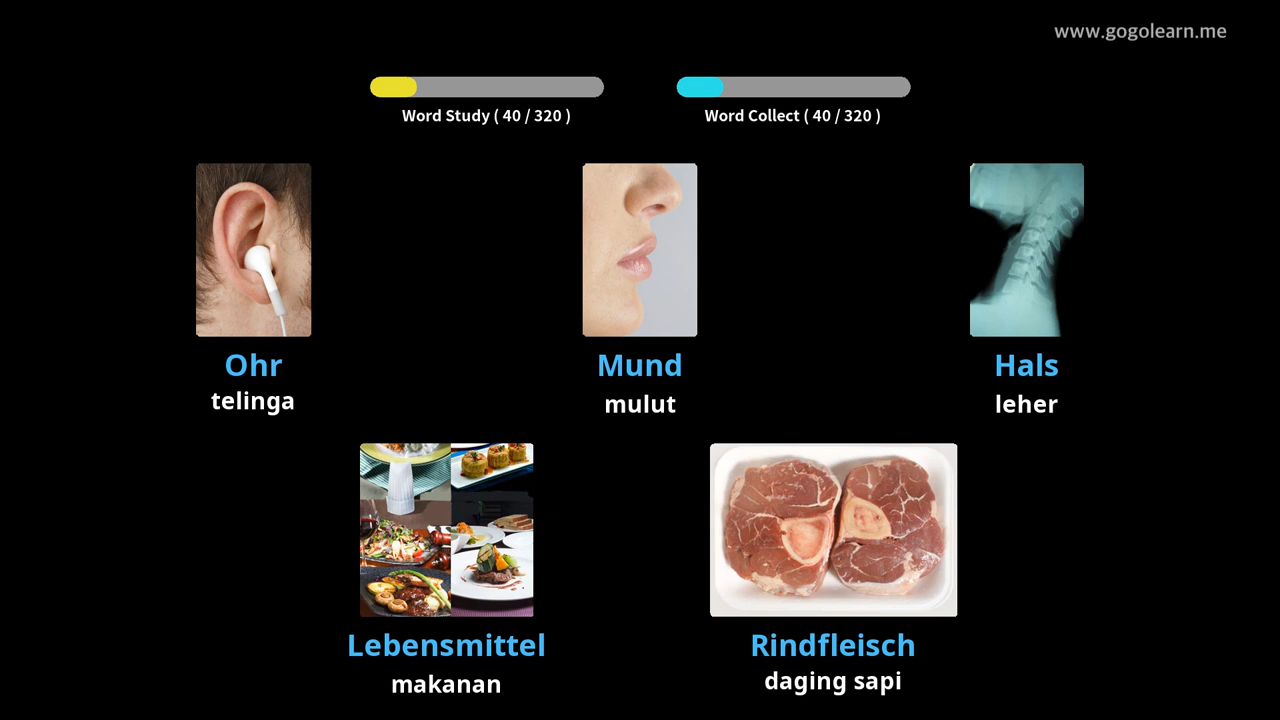 www.gogolearn.me
Word Study ( 40 / 320 )
Word Collect ( 40 / 320 )
Ohr
telinga
Mund
mulut
Hals
leher
Lebensmittel
makanan
Rindfleisch
daging sapi